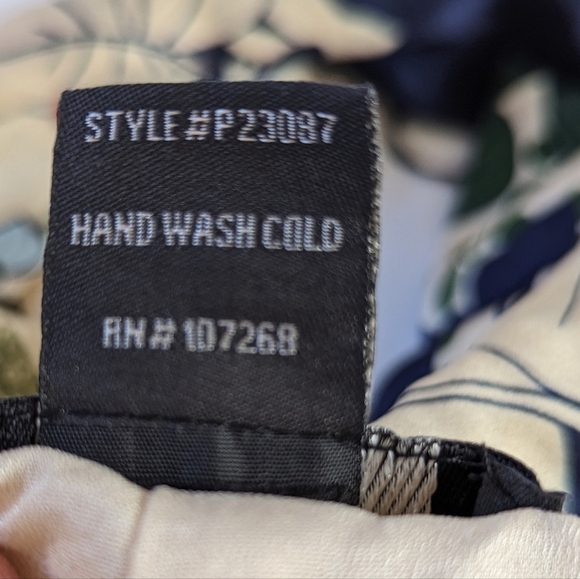 STYLE #P23087
HAND WASH COLD
RN# 107268